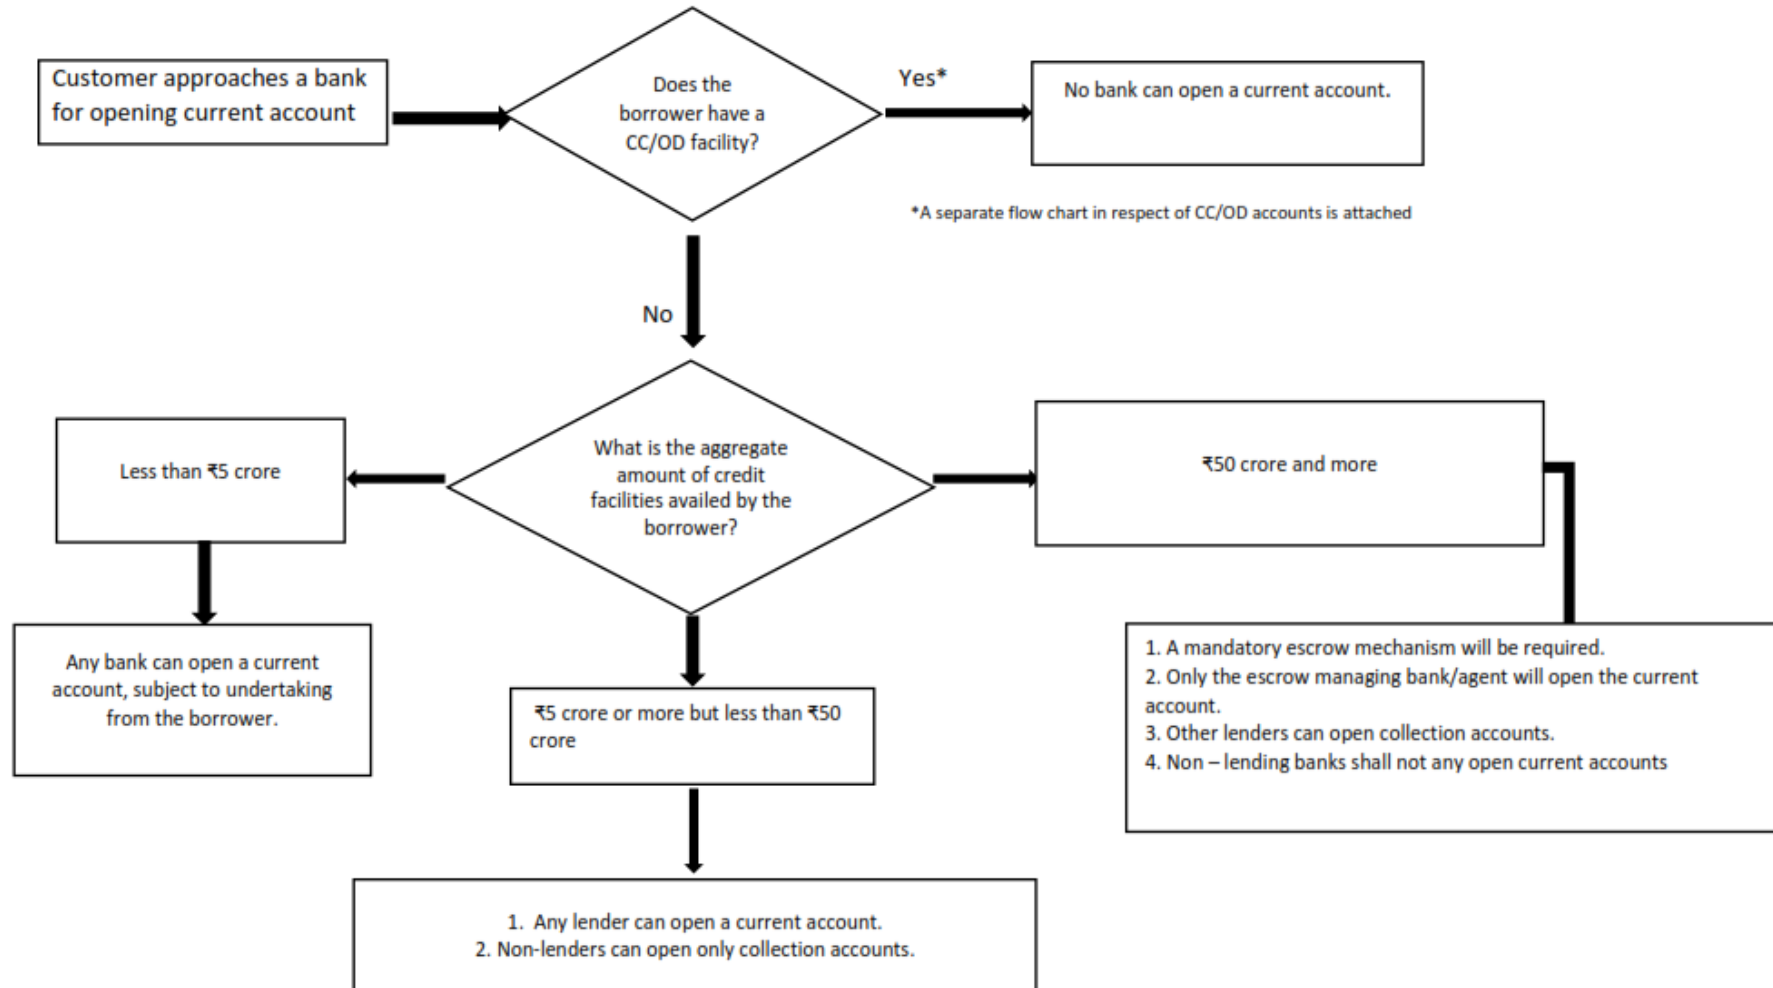 Customer approaches a bank
for opening current account
Does the
borrower have a
CC/OD facility?
Yes*
No bank can open a current account.
*A separate flow chart in respect of CC/OD accounts is attached
No
What is the aggregate
amount of credit
facilities availed by the
borrower?
Less than ₹5 crore
₹50 crore and more
Any bank can open a current
account, subject to undertaking
from the borrower.
₹5 crore or more but less than ₹50
crore
1. A mandatory escrow mechanism will be required.
2. Only the escrow managing bank/agent will open the current
account.
3. Other lenders can open collection accounts.
4. Non – lending banks shall not any open current accounts
1. Any lender can open a current account.
2. Non-lenders can open only collection accounts.